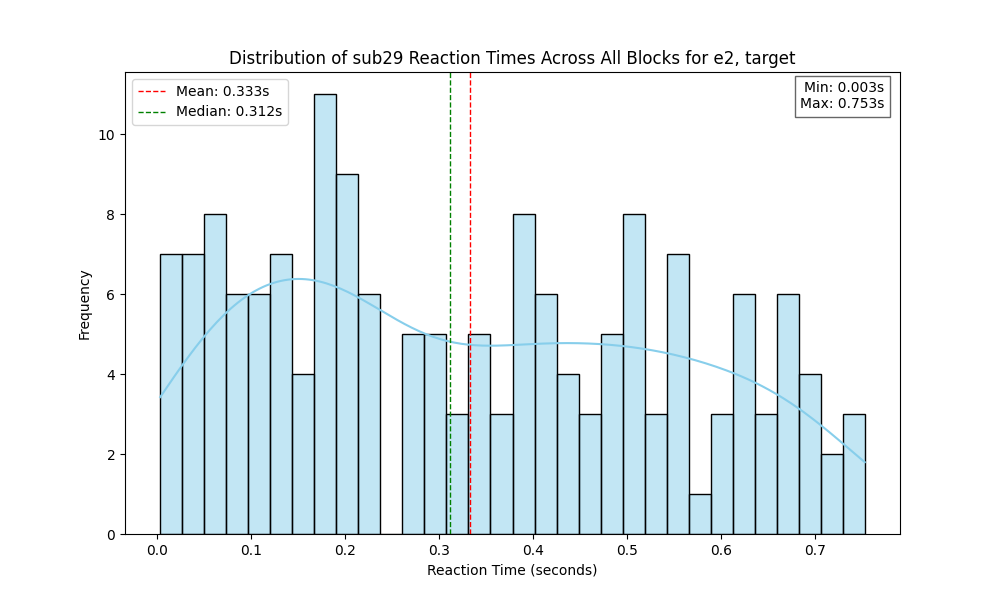 Distribution of sub29 Reaction Times Across All Blocks for e2, target
Mean: 0.333s
Median: 0.312s
Min: 0.003s
Max: 0.753s
Frequency
10
8
6
4
2
0
0.0 0.1 0.2 0.3 0.4 0.5 0.6 0.7
Reaction Time (seconds)